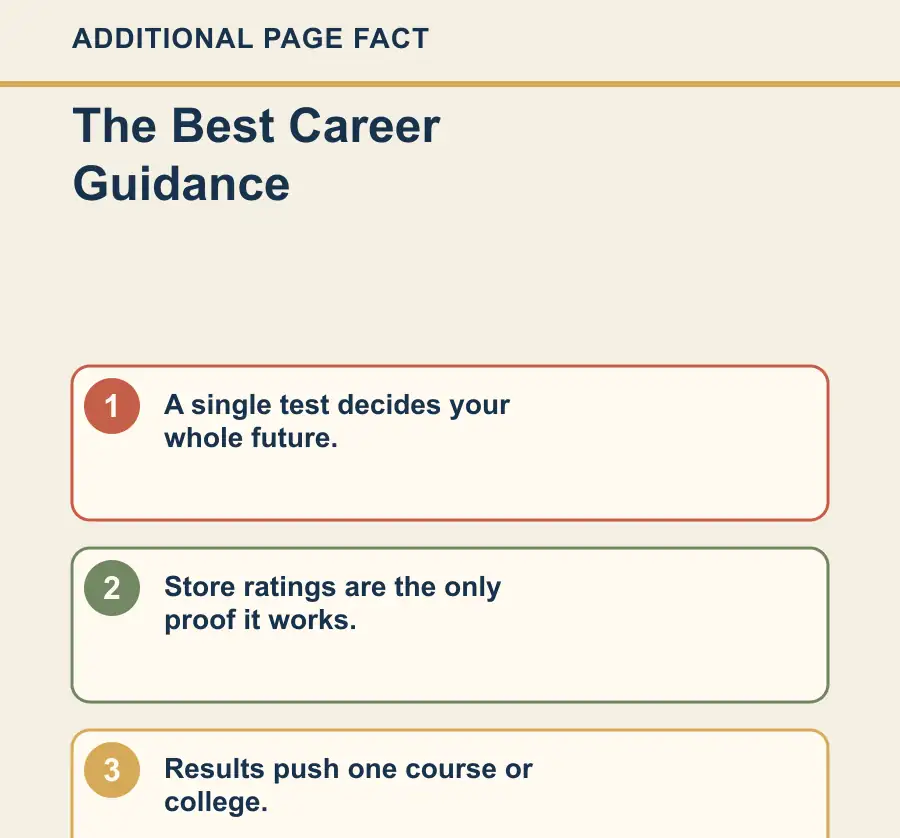 ADDITIONAL PAGE FACT
The Best Career
Guidance
1
A single test decides your
whole future.
2
Store ratings are the only
proof it works.
3
Results push one course or
college.